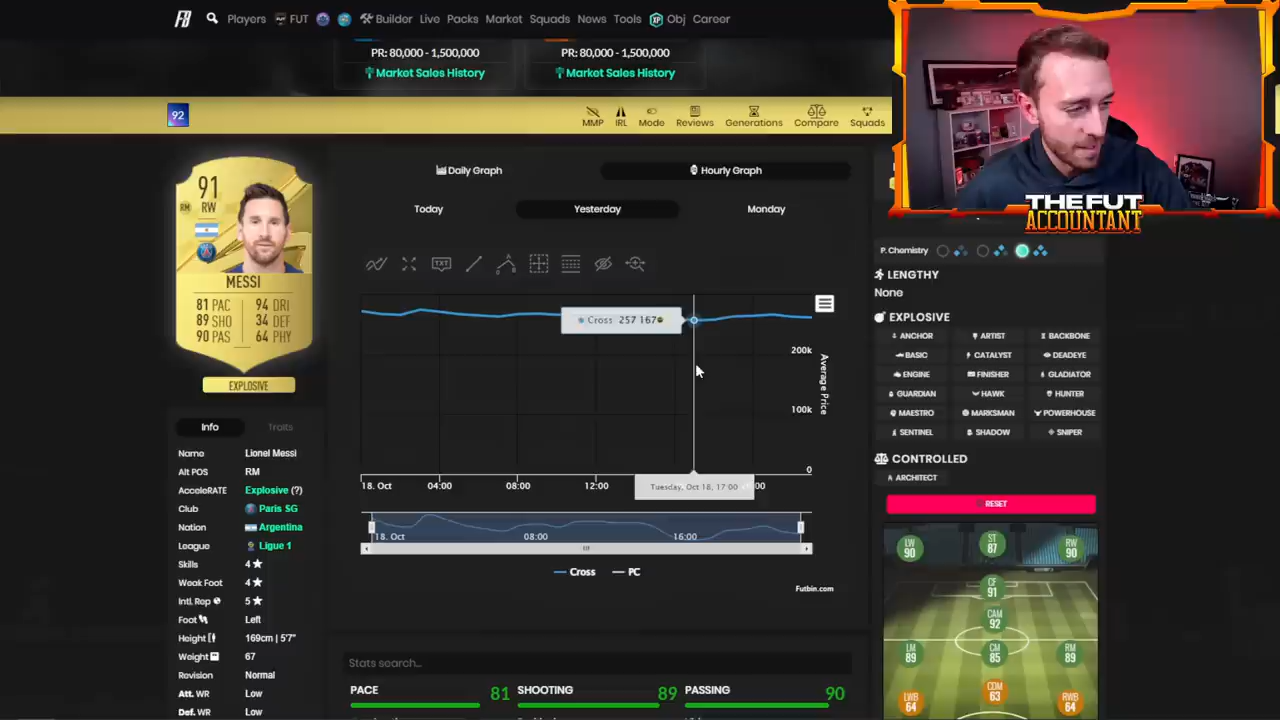 FB Players FUT Builder Live Packs Market Squads News Tools XP Obj Career
PR: 80,000 - 1,500,000 PR: 80,000 - 1,500,000
Market Sales History Market Sales History
92
MMP IRL Mode Reviews Generations Compare Squads
THE FUT
ACCOUNTANT
Daily Graph Hourly Graph
Today Yesterday Monday
91
RW
RM
MESSI
81 PAC 94 DRI
89 SHO 34 DEF
90 PAS 64 PHY
EXPLOSIVE
TXT
Cross 257 167
200k
100k
0
Average Price
18. Oct 04:00 08:00 12:00
Tuesday, Oct 18, 17:00
18. Oct 08:00 16:00
Cross PC
Futbin.com
P. Chemistry
LENGTHY
None
EXPLOSIVE
ANCHOR ARTIST BACKBONE
BASIC CATALYST DEADEYE
ENGINE FINISHER GLADIATOR
GUARDIAN HAWK HUNTER
MAESTRO MARKSMAN POWERHOUSE
SENTINEL SHADOW SNIPER
CONTROLLED
ARCHITECT
RESET
Info Traits
Name Lionel Messi
Alt POS RM
AcceleRATE Explosive (?)
Club Paris SG
Nation Argentina
League Ligue 1
Skills 4
Weak Foot 4
Intl. Rep 5
Foot Left
Height 169cm | 5'7"
Weight 67
Revision Normal
Att. WR Low
Def. WR Low
Stats search...
PACE 81 SHOOTING 89 PASSING 90
LW
90
ST
87
RW
90
CF
91
CAM
92
LM
89
CM
85
RM
89
LWB
64
CDM
63
RWB
64